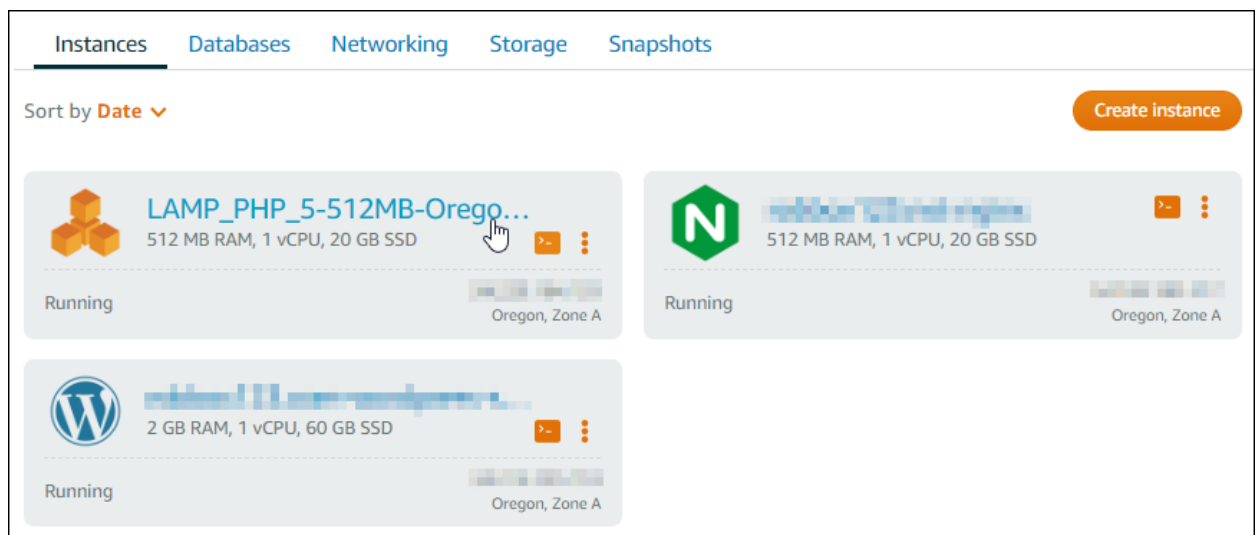 Instances Databases Networking Storage Snapshots
Sort by Date
Create instance
LAMP_PHP_5-512MB-Orego...
512 MB RAM, 1 vCPU, 20 GB SSD
Running
Oregon, Zone A
N
512 MB RAM, 1 vCPU, 20 GB SSD
Running
Oregon, Zone A
W
2 GB RAM, 1 vCPU, 60 GB SSD
Running
Oregon, Zone A